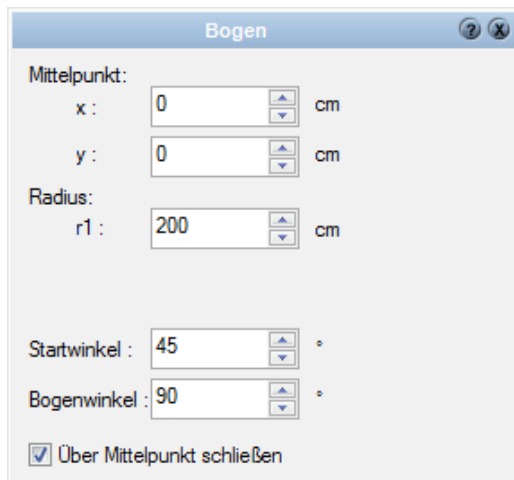 Bogen
Mittelpunkt:
x : 0 cm
y : 0 cm
Radius:
r1 : 200 cm
Startwinkel : 45 °
Bogenwinkel : 90 °
Über Mittelpunkt schließen